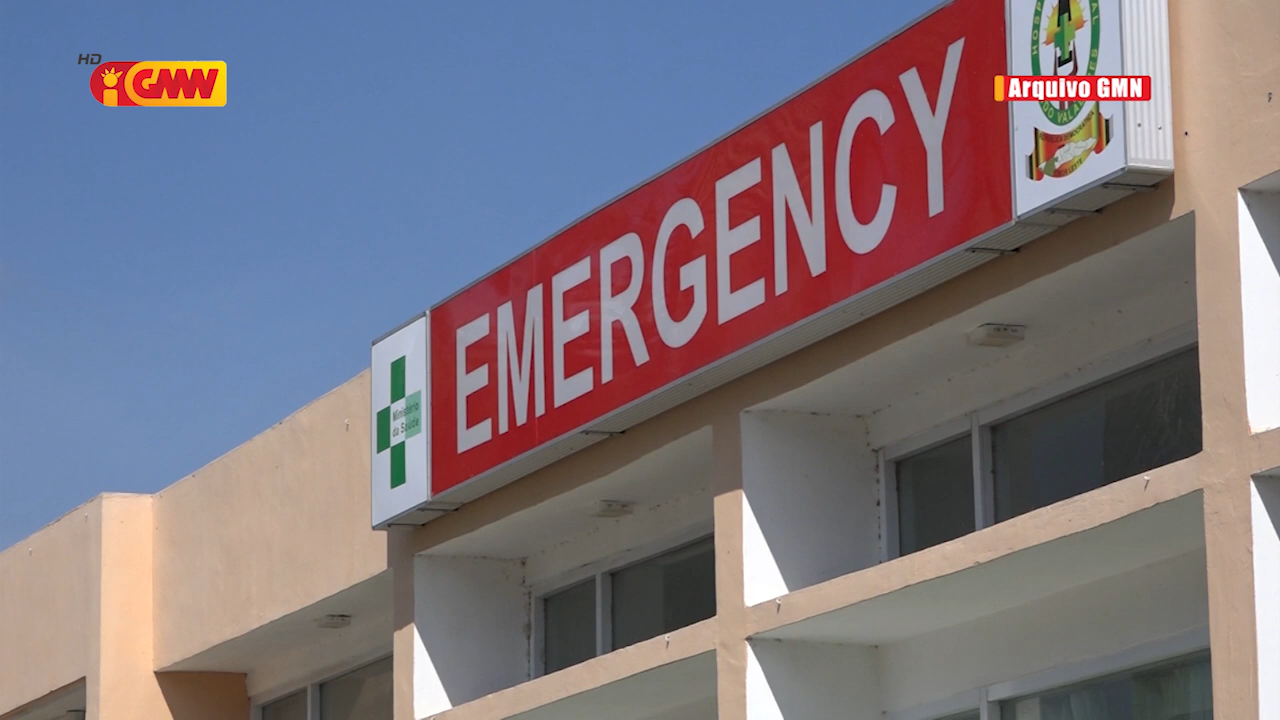 HD
GMN
Arquivo GMN
EMERGENCY
Ministério
da Saúde